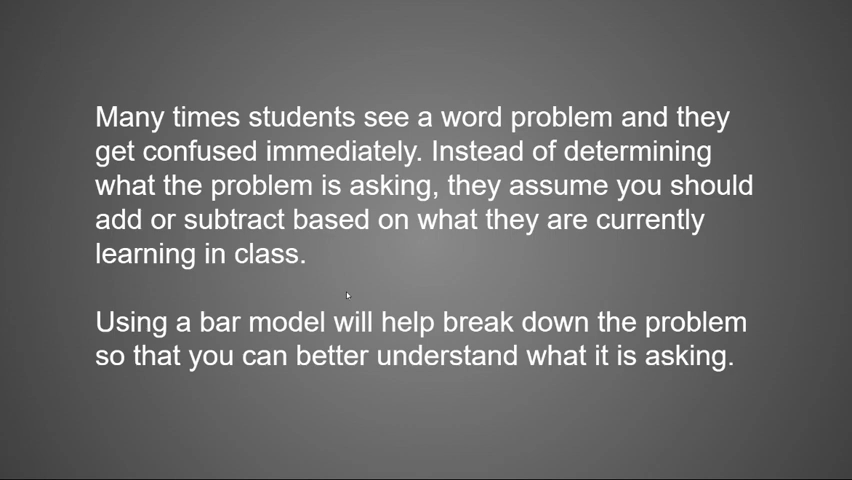 Many times students see a word problem and they
get confused immediately. Instead of determining
what the problem is asking, they assume you should
add or subtract based on what they are currently
learning in class.
Using a bar model will help break down the problem
so that you can better understand what it is asking.